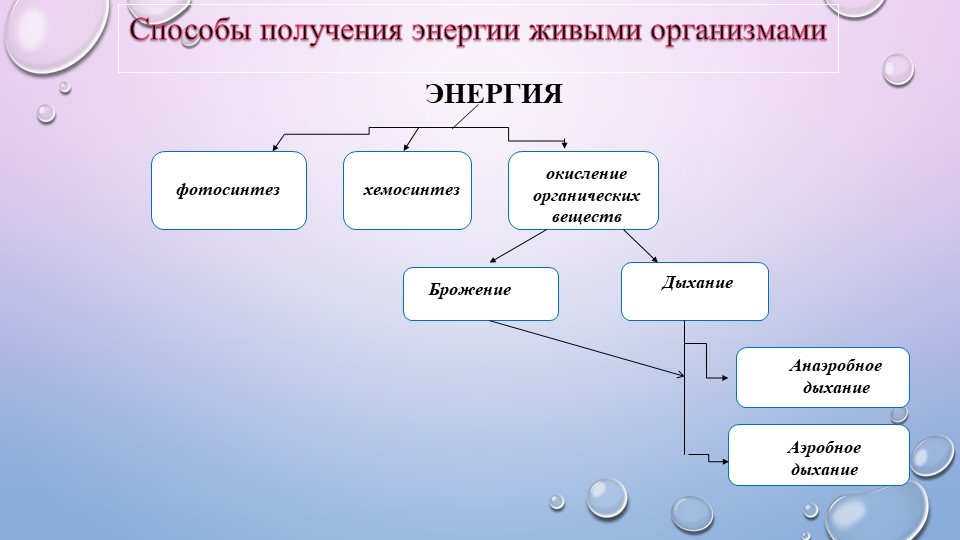 Способы получения энергии живыми организмами
ЭНЕРГИЯ
фотосинтез
хемосинтез
окисление
органических
веществ
Брожение
Дыхание
Анаэробное
дыхание
Аэробное
дыхание